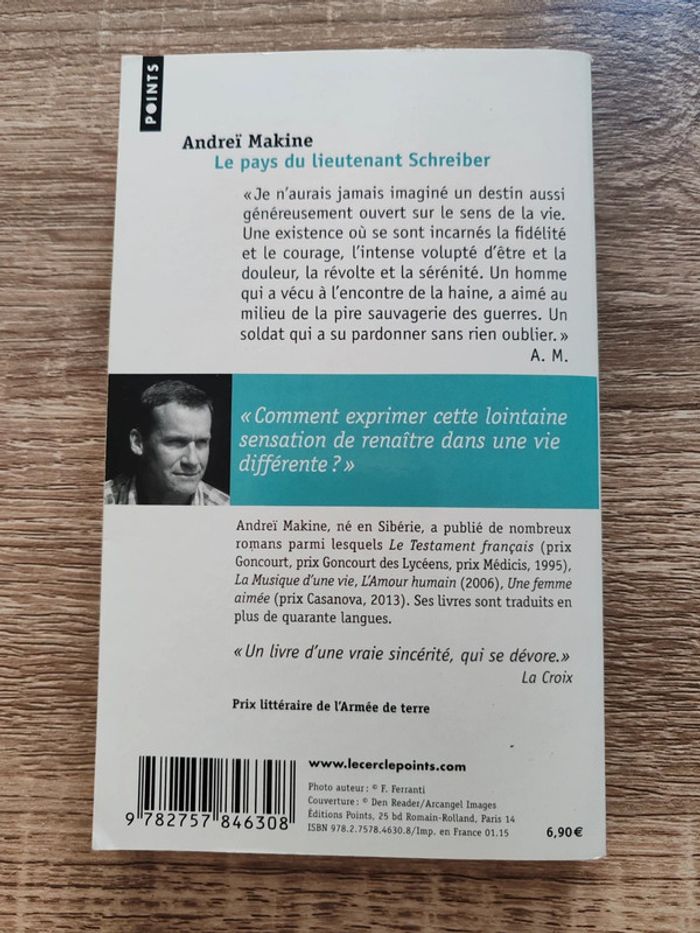 POINTS
Andreï Makine
Le pays du lieutenant Schreiber
« Je n'aurais jamais imaginé un destin aussi
généreusement ouvert sur le sens de la vie.
Une existence où se sont incarnés la fidélité
et le courage, l'intense volupté d'être et la
douleur, la révolte et la sérénité. Un homme
qui a vécu à l'encontre de la haine, a aimé au
milieu de la pire sauvagerie des guerres. Un
soldat qui a su pardonner sans rien oublier. »
A. M.
« Comment exprimer cette lointaine
sensation de renaître dans une vie
différente ? »
Andreï Makine, né en Sibérie, a publié de nombreux
romans parmi lesquels Le Testament français (prix
Goncourt, prix Goncourt des Lycéens, prix Médicis, 1995),
La Musique d'une vie, L'Amour humain (2006), Une femme
aimée (prix Casanova, 2013). Ses livres sont traduits en
plus de quarante langues.
« Un livre d'une vraie sincérité, qui se dévore. »
La Croix
Prix littéraire de l'Armée de terre
www.lecerclepoints.com
Photo auteur : © F. Ferranti
Couverture : © Den Reader/Arcangel Images
Éditions Points, 25 bd Romain-Rolland, Paris 14
ISBN 978.2.7578.4630.8/Imp. en France 01.15
6,90 €
9 782757 846308